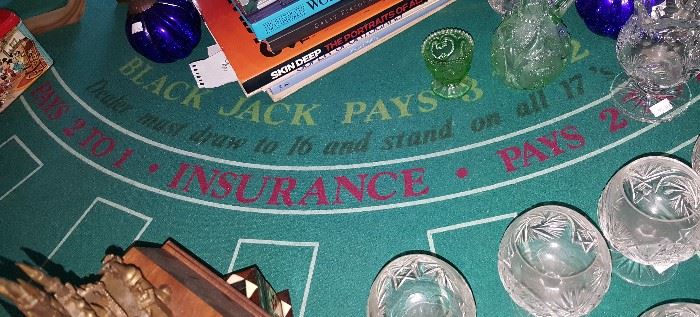 SKIN DEEP THE PORTRAITS OF
BLACK JACK PAYS 3 2
must draw to 16 and stand on all 17's
PAYS 2 TO 1 • INSURANCE • PAYS 2